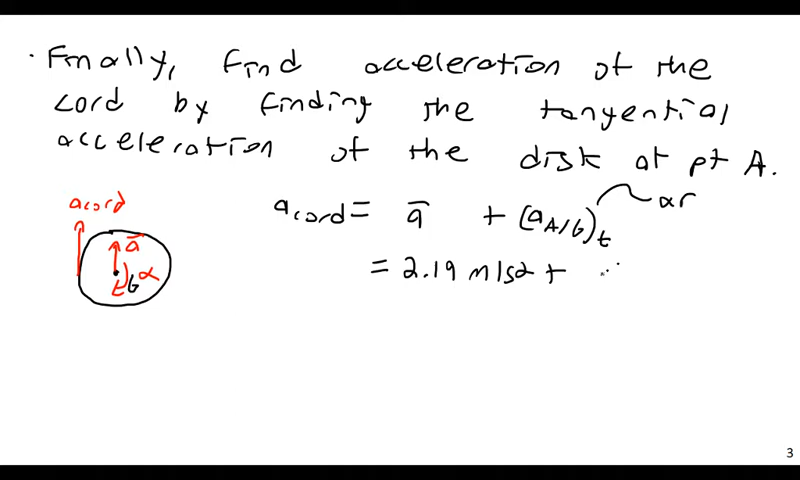 · Finally, find acceleration of the
cord by finding the tangential
acceleration of the disk at pt A.
acord
ā
α
G
acord = ā + (aA/G)t
αr
= 2.19 m/s2 +
3